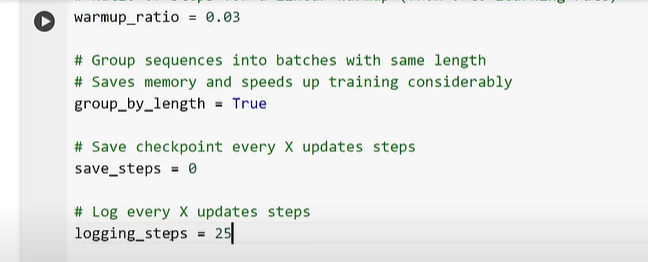 warmup_ratio = 0.03
# Group sequences into batches with same length
# Saves memory and speeds up training considerably
group_by_length = True
# Save checkpoint every X updates steps
save_steps = 0
# Log every X updates steps
logging_steps = 25